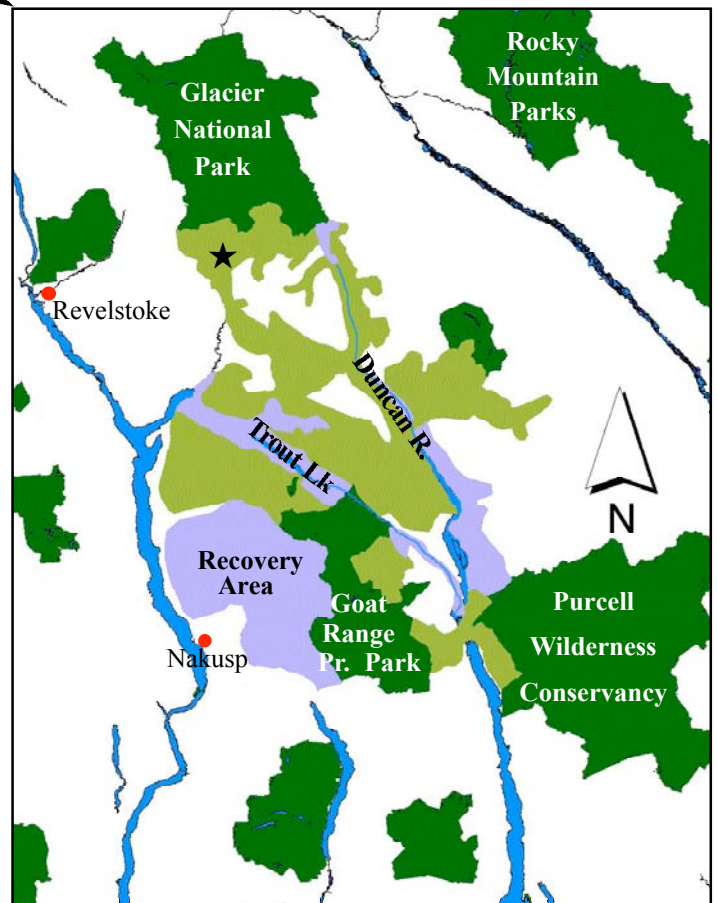 Rocky
Mountain
Parks
Glacier
National
Park
Revelstoke
Duncan R.
Trout Lk
N
Recovery
Area
Goat
Range
Pr. Park
Purcell
Wilderness
Conservancy
Nakusp